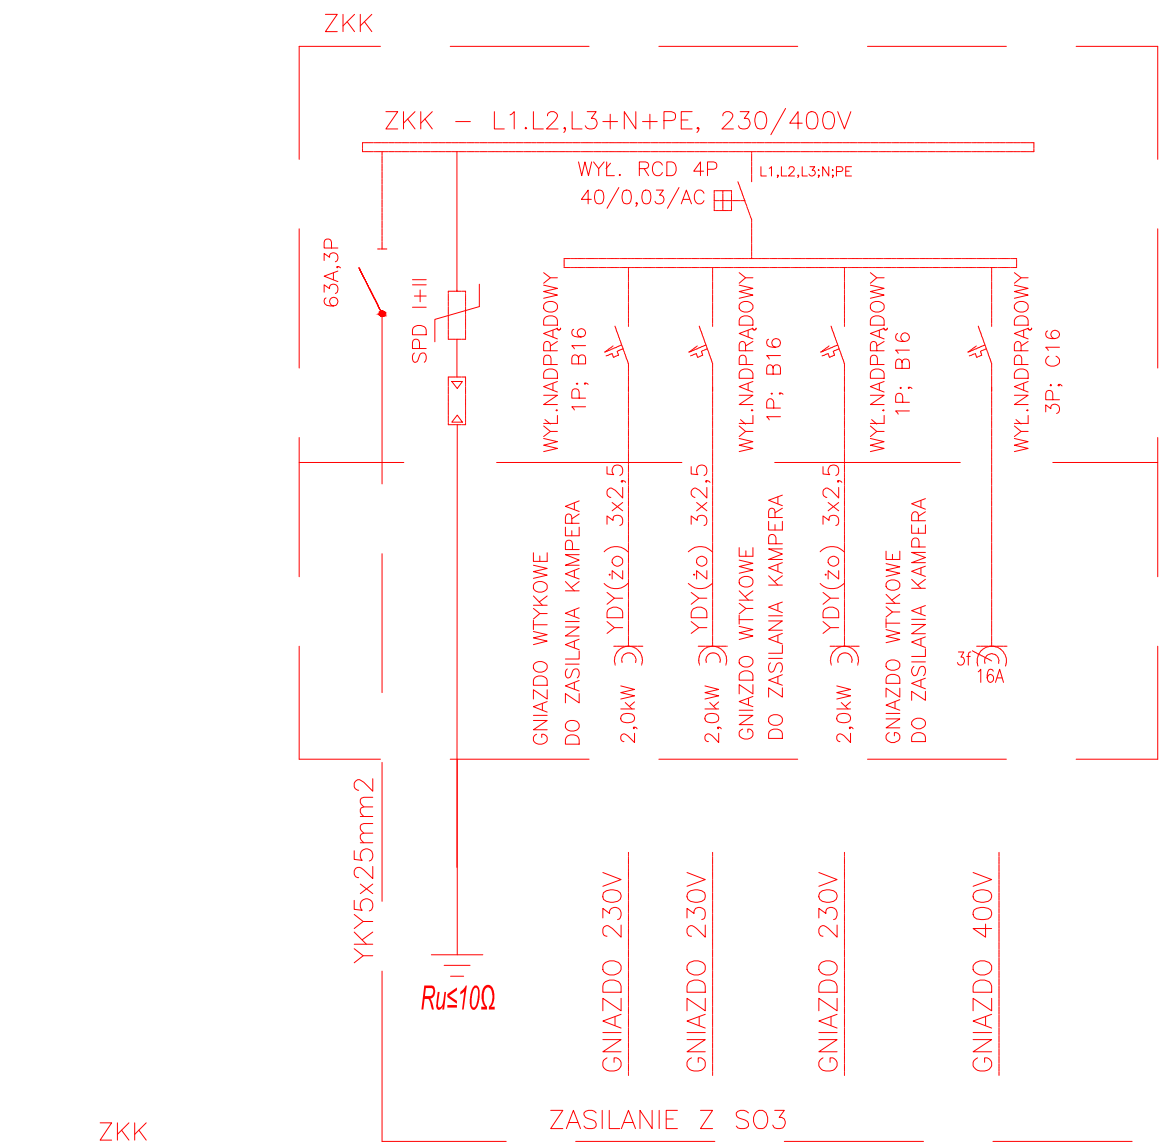 ZKK
ZKK – L1.L2,L3+N+PE, 230/400V
WYŁ. RCD 4P
40/0,03/AC
L1,L2,L3;N;PE
63A,3P
SPD I+II
WYŁ.NADPRĄDOWY
1P; B16
WYŁ.NADPRĄDOWY
1P; B16
WYŁ.NADPRĄDOWY
1P; B16
WYŁ.NADPRĄDOWY
3P; C16
GNIAZDO WTYKOWE
DO ZASILANIA KAMPERA
YDY(żo) 3x2,5
2,0kW
YDY(żo) 3x2,5
2,0kW
GNIAZDO WTYKOWE
DO ZASILANIA KAMPERA
YDY(żo) 3x2,5
2,0kW
GNIAZDO WTYKOWE
DO ZASILANIA KAMPERA
3f
16A
YKY5x25mm2
Ru≤10Ω
GNIAZDO 230V
GNIAZDO 230V
GNIAZDO 230V
GNIAZDO 400V
ZASILANIE Z SO3
ZKK